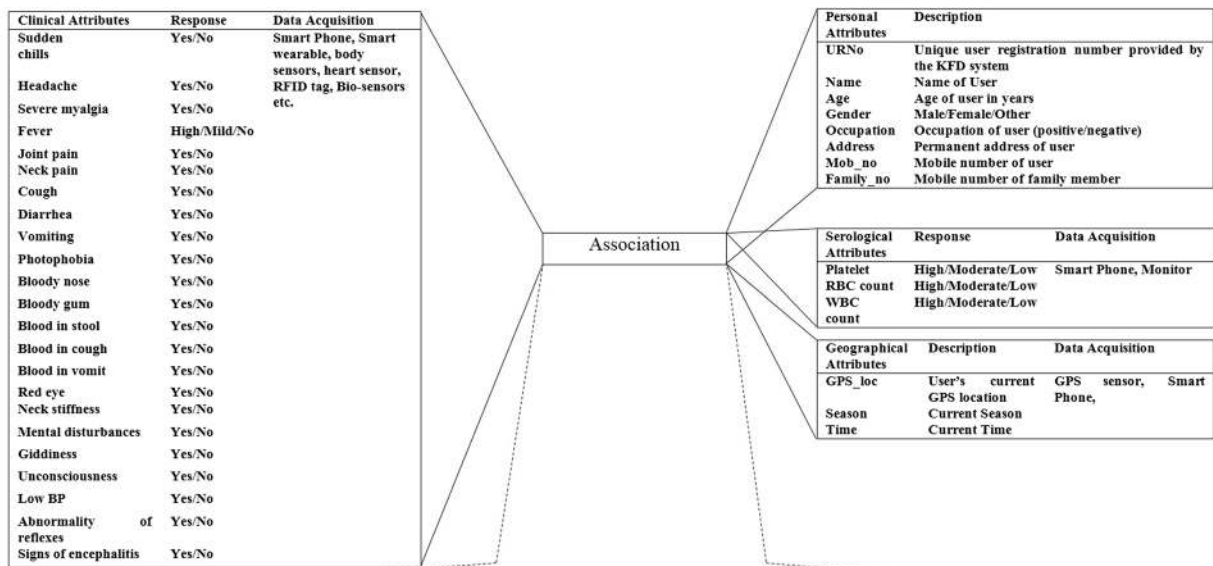 Clinical Attributes Response Data Acquisition
Sudden chills Yes/No Smart Phone, Smart wearable, body sensors, heart sensor, RFID tag, Bio-sensors etc.
Headache Yes/No
Severe myalgia Yes/No
Fever High/Mild/No
Joint pain Yes/No
Neck pain Yes/No
Cough Yes/No
Diarrhea Yes/No
Vomiting Yes/No
Photophobia Yes/No
Bloody nose Yes/No
Bloody gum Yes/No
Blood in stool Yes/No
Blood in cough Yes/No
Blood in vomit Yes/No
Red eye Yes/No
Neck stiffness Yes/No
Mental disturbances Yes/No
Giddiness Yes/No
Unconsciousness Yes/No
Low BP Yes/No
Abnormality of reflexes Yes/No
Signs of encephalitis Yes/No
Association
Personal Attributes Description
URNo Unique user registration number provided by the KFD system
Name Name of User
Age Age of user in years
Gender Male/Female/Other
Occupation Occupation of user (positive/negative)
Address Permanent address of user
Mob_no Mobile number of user
Family_no Mobile number of family member
Serological Attributes Response Data Acquisition
Platelet High/Moderate/Low Smart Phone, Monitor
RBC count High/Moderate/Low
WBC count High/Moderate/Low
Geographical Attributes Description Data Acquisition
GPS_loc User's current GPS location GPS sensor, Smart Phone,
Season Current Season
Time Current Time